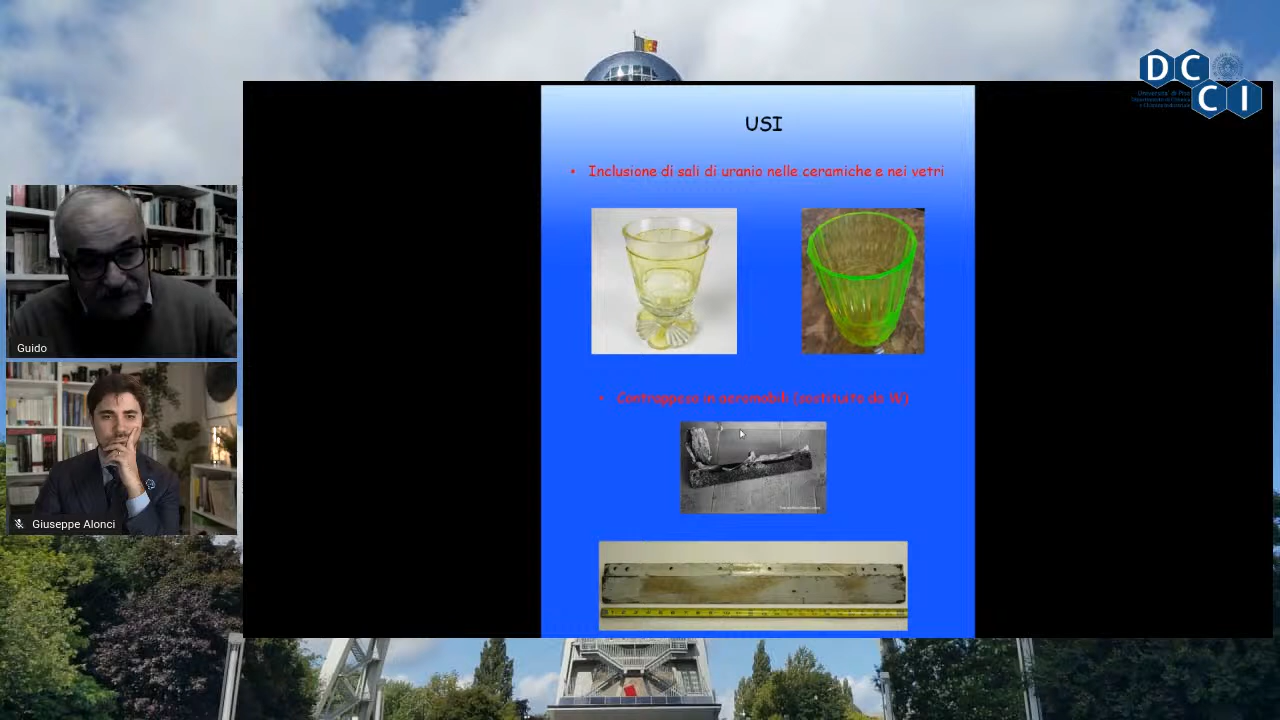 DC
CI
USI
• Inclusione di sali di uranio nelle ceramiche e nei vetri
• Contrappeso in aeromobili (sostituito da W)
Guido
Giuseppe Alonci